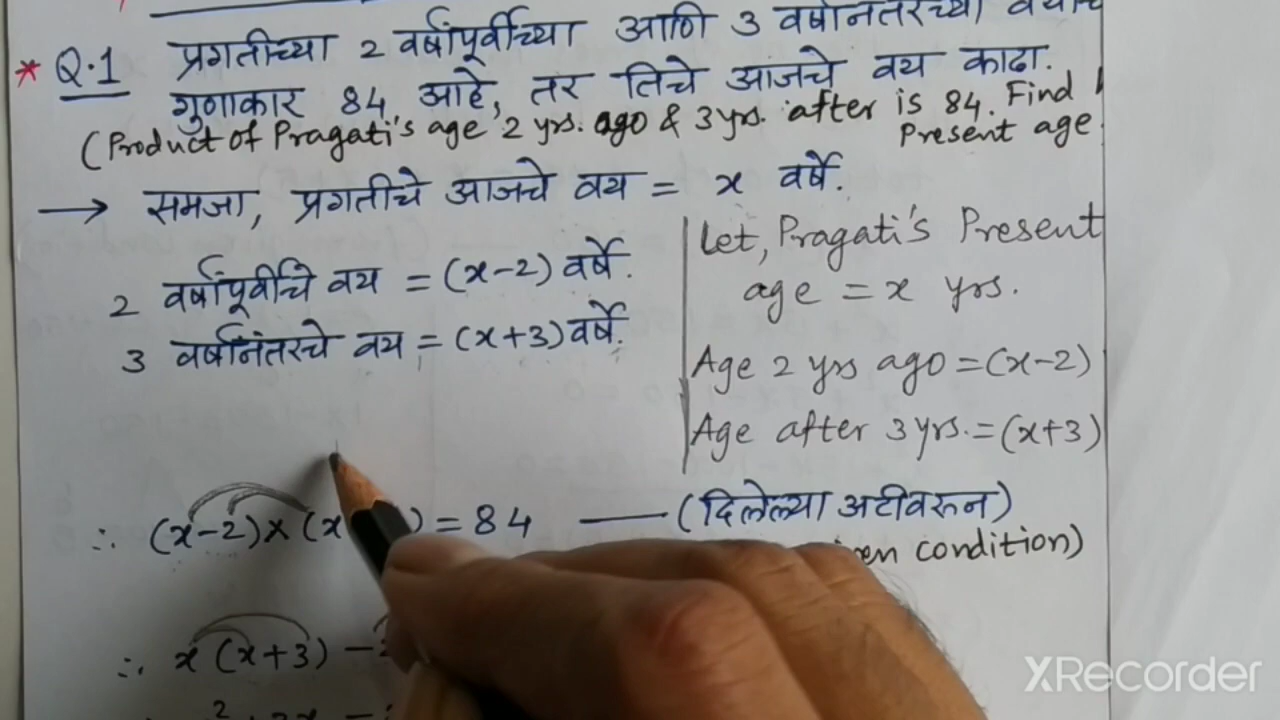 * Q.1 प्रगतीच्या 2 वर्षांपूर्वीच्या आणि 3 वर्षानंतरच्या
गुणाकार 84 आहे, तर तिचे आजचे वय काढा.
(Product of Pragati's age 2 yrs. ago & 3 yrs. after is 84. Find
Present age
→ समजा, प्रगतीचे आजचे वय = x वर्षे.
2 वर्षांपूर्वीचे वय = (x-2) वर्षे.
3 वर्षानंतरचे वय = (x+3) वर्षे.
Let, Pragati's Present
age = x yrs.
Age 2 yrs ago = (x-2)
Age after 3 yrs. = (x+3)
∴ (x-2) × (x ) = 84 — (दिलेल्या अटीवरून)
condition)
∴ x (x+3) -
XRecorder